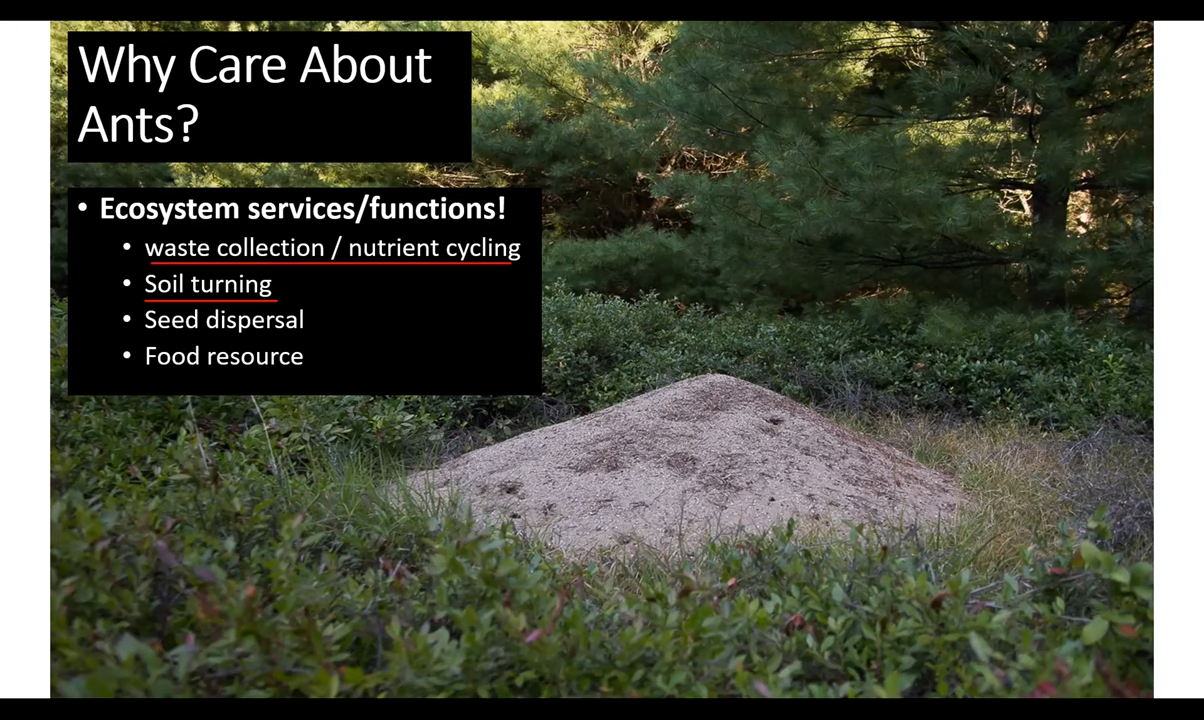 Why Care About
Ants?
• Ecosystem services/functions!
• waste collection / nutrient cycling
• Soil turning
• Seed dispersal
• Food resource